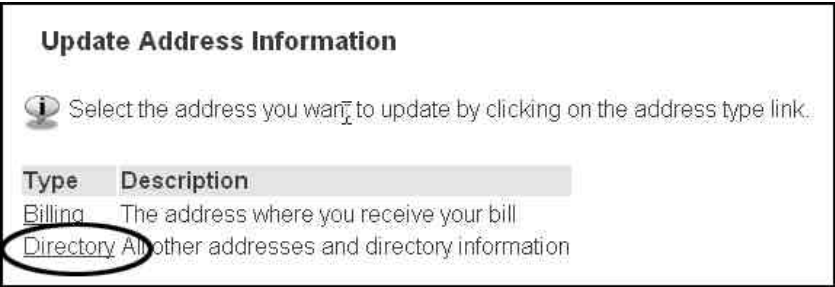 Update Address Information
Select the address you want to update by clicking on the address type link.
Type Description
Billing The address where you receive your bill
Directory All other addresses and directory information